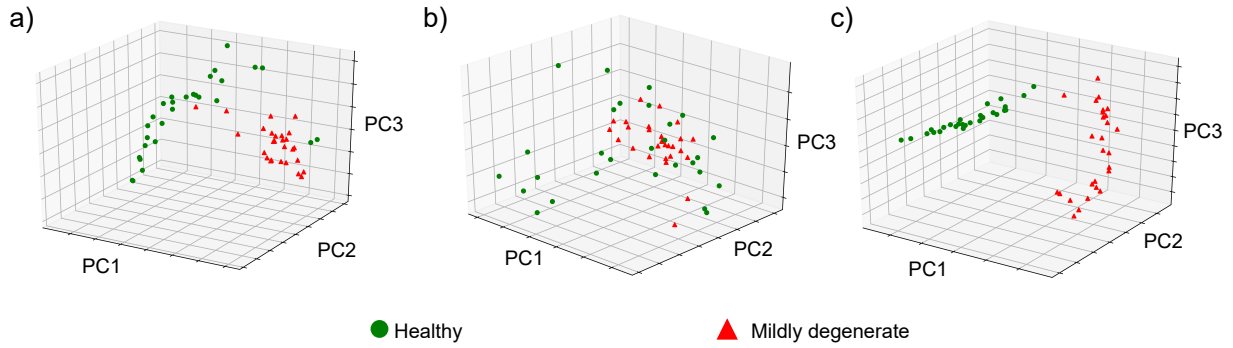 a)
PC1
PC2
PC3
b)
PC1
PC2
PC3
c)
PC1
PC2
PC3
Healthy
Mildly degenerate